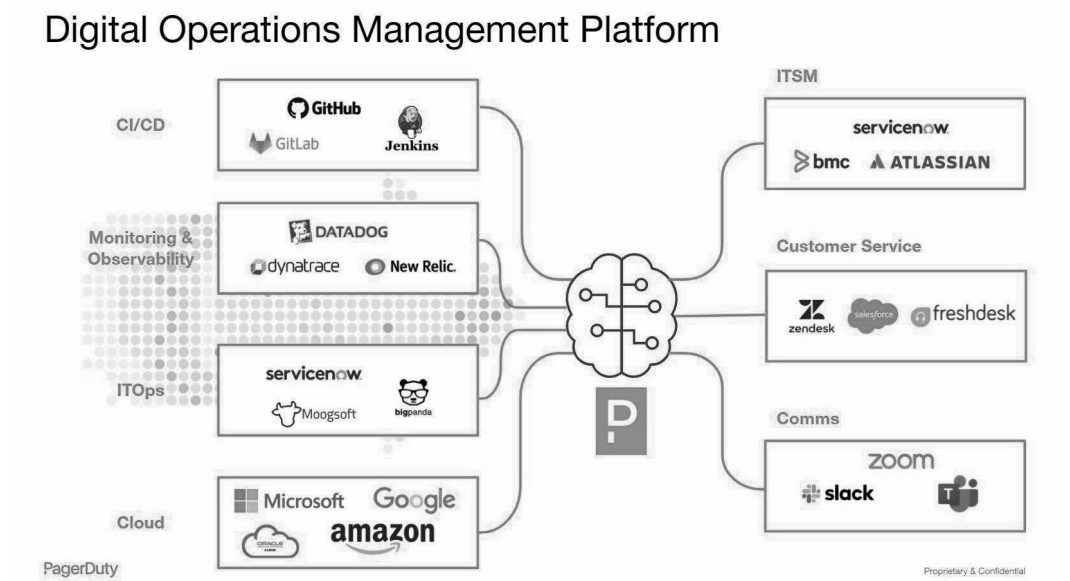 Digital Operations Management Platform
CI/CD
GitHub
GitLab
Jenkins
Monitoring &
Observability
DATADOG
dynatrace
New Relic.
ITOps
servicenow
Moogsoft
bigpanda
Cloud
Microsoft
Google
ORACLE
CLOUD
amazon
P
ITSM
servicenow
bmc
ATLASSIAN
Customer Service
zendesk
salesforce
freshdesk
Comms
zoom
slack
T
PagerDuty
Proprietary & Confidential